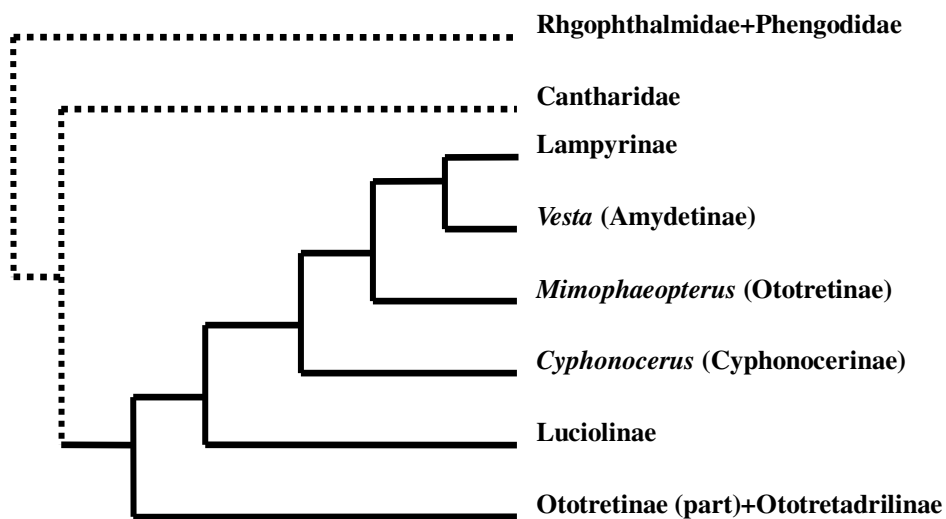 Rhgophthalmidae+Phengodidae
Cantharidae
Lampyrinae
Vesta (Amydetinae)
Mimophaeopterus (Ototretinae)
Cyphonocerus (Cyphonocerinae)
Luciolinae
Ototretinae (part)+Ototretadrilinae